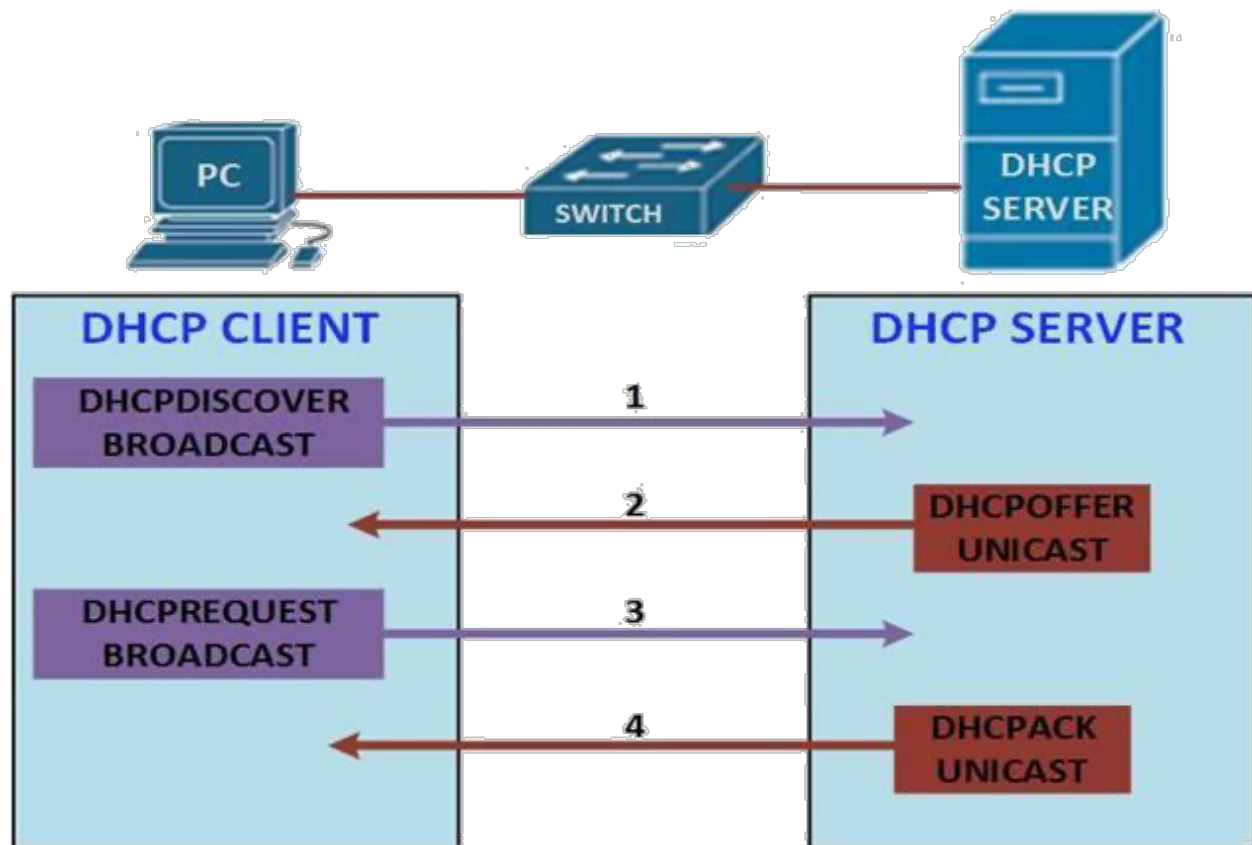 PC
SWITCH
DHCP
SERVER
DHCP CLIENT
DHCP SERVER
DHCPDISCOVER
BROADCAST
1
2
DHCPOFFER
UNICAST
DHCPREQUEST
BROADCAST
3
4
DHCPACK
UNICAST